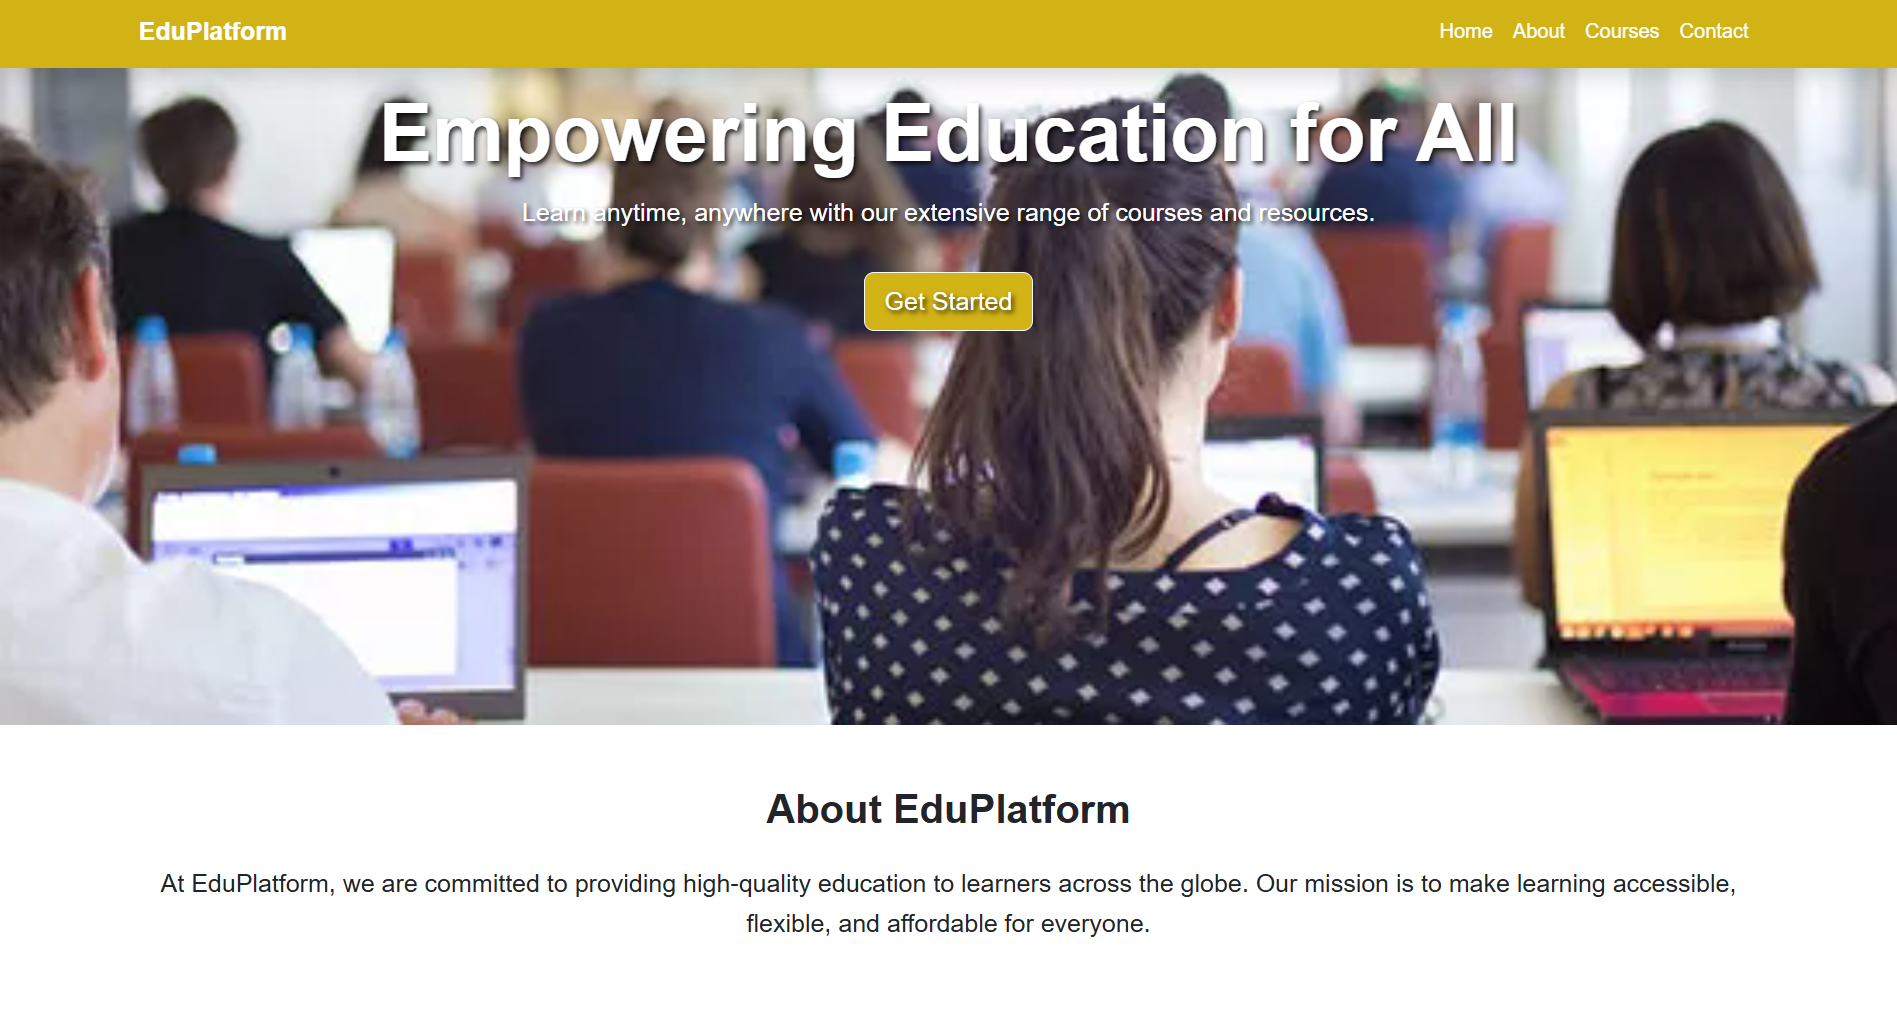 EduPlatform
Home About Courses Contact
Empowering Education for All
Learn anytime, anywhere with our extensive range of courses and resources.
Get Started
About EduPlatform
At EduPlatform, we are committed to providing high-quality education to learners across the globe. Our mission is to make learning accessible,
flexible, and affordable for everyone.